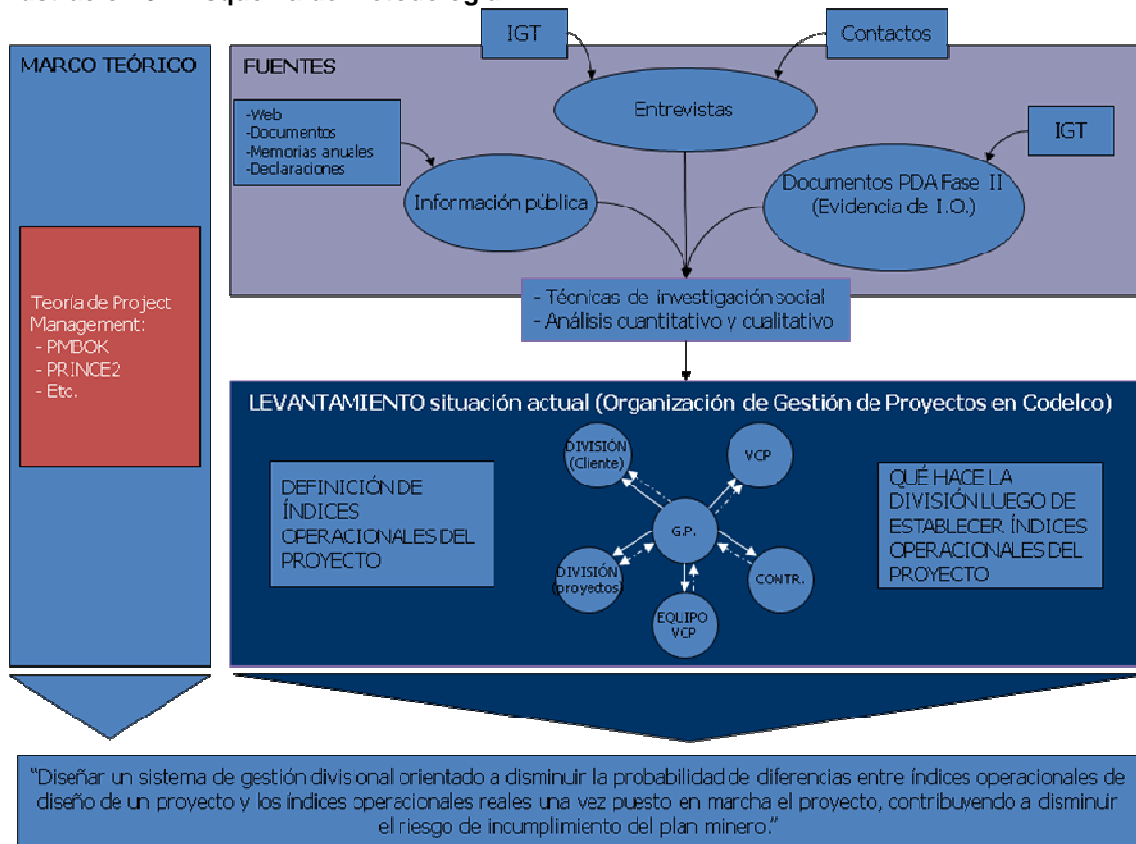 IGT
Contactos
MARCO TEÓRICO
FUENTES
Entrevistas
-Web
-Documentos
-Memorias anuales
-Declaraciones
IGT
Información pública
Documentos PDA Fase II
(Evidencia de I.O.)
Teoría de Project
Management:
- PMBOK
- PRINCE2
- Etc.
- Técnicas de investigación social
- Análisis cuantitativo y cualitativo
LEVANTAMIENTO situación actual (Organización de Gestión de Proyectos en Codelco)
DEFINICIÓN DE
ÍNDICES
OPERACIONALES DEL
PROYECTO
DIVISIÓN
(Cliente)
VCP
G.P.
DIVISIÓN
(proyectos)
CONTR.
EQUIPO
VCP
QUÉ HACE LA
DIVISIÓN LUEGO DE
ESTABLECER ÍNDICES
OPERACIONALES DEL
PROYECTO
“Diseñar un sistema de gestión divisional orientado a disminuir la probabilidad de diferencias entre índices operacionales de
diseño de un proyecto y los índices operacionales reales una vez puesto en marcha el proyecto, contribuyendo a disminuir
el riesgo de incumplimiento del plan minero.”